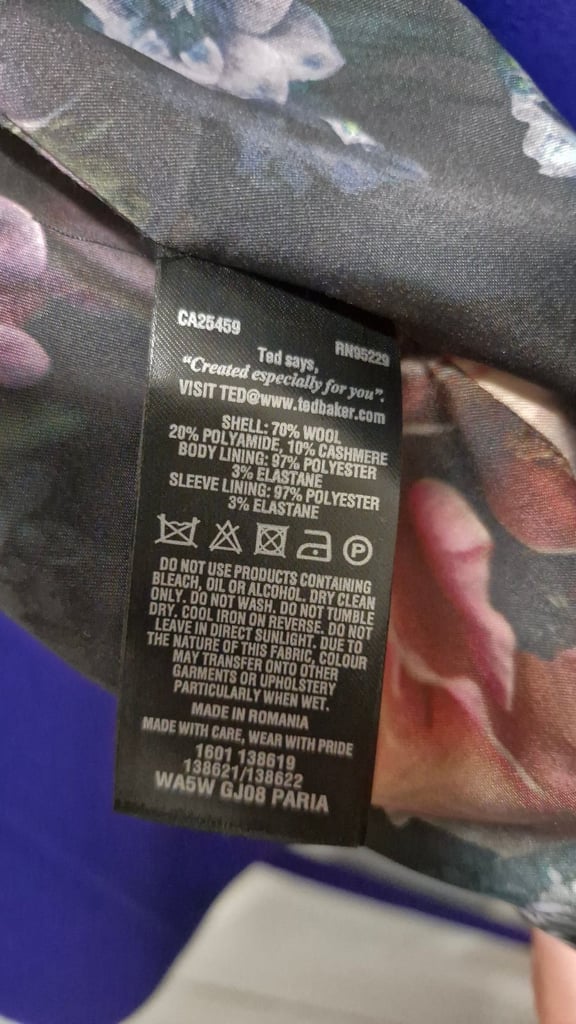 CA25459
RN95229
Ted says,
"Created especially for you".
VISIT TED@www.tedbaker.com
SHELL: 70% WOOL
20% POLYAMIDE, 10% CASHMERE
BODY LINING: 97% POLYESTER
3% ELASTANE
SLEEVE LINING: 97% POLYESTER
3% ELASTANE
P
DO NOT USE PRODUCTS CONTAINING
BLEACH, OIL OR ALCOHOL. DRY CLEAN
ONLY. DO NOT WASH. DO NOT TUMBLE
DRY. COOL IRON ON REVERSE. DO NOT
LEAVE IN DIRECT SUNLIGHT. DUE TO
THE NATURE OF THIS FABRIC, COLOUR
MAY TRANSFER ONTO OTHER
GARMENTS OR UPHOLSTERY
PARTICULARLY WHEN WET.
MADE IN ROMANIA
MADE WITH CARE, WEAR WITH PRIDE
1601 138619
138621/138622
WA5W GJ08 PARIA